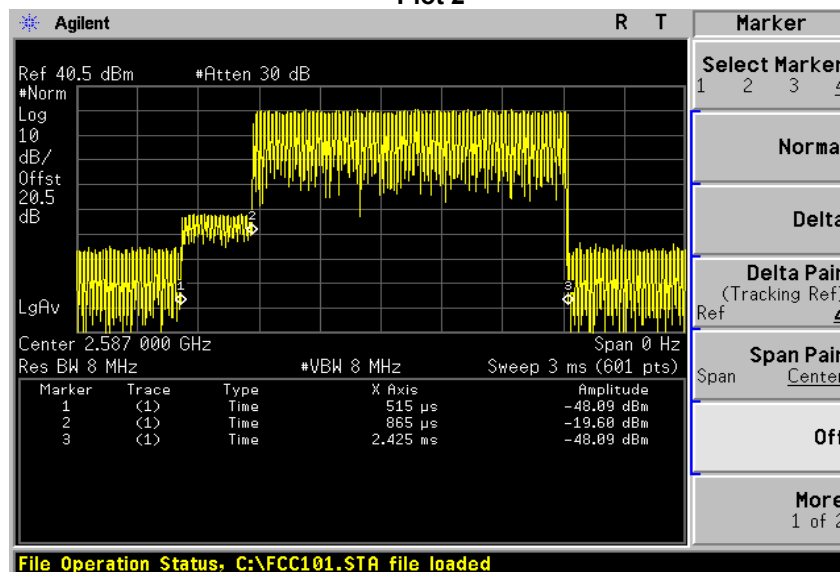 Agilent R T Marker
Ref 40.5 dBm #Atten 30 dB
#Norm
Log
10
dB/
Offst
20.5
dB
LgAv
1
2
3
Center 2.587 000 GHz Span 0 Hz
Res BW 8 MHz #VBW 8 MHz Sweep 3 ms (601 pts)
Marker Trace Type X Axis Amplitude
1 (1) Time 515 µs -48.09 dBm
2 (1) Time 865 µs -19.60 dBm
3 (1) Time 2.425 ms -48.09 dBm
Select Marker
1 2 3 4
Normal
Delta
Delta Pair
(Tracking Ref)
Ref 4
Span Pair
Span Center
Off
More
1 of 2
File Operation Status, C:\FCC101.STA file loaded